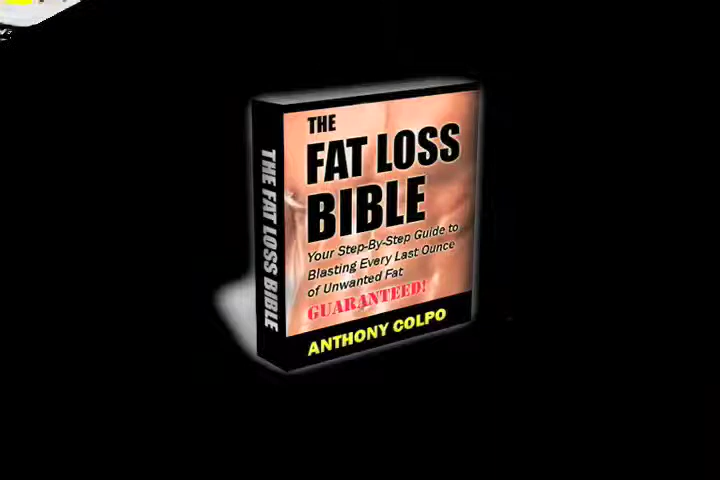 THE
FAT LOSS
BIBLE
Your Step-By-Step Guide to
Blasting Every Last Ounce
of Unwanted Fat
GUARANTEED!
ANTHONY COLPO
THE FAT LOSS BIBLE